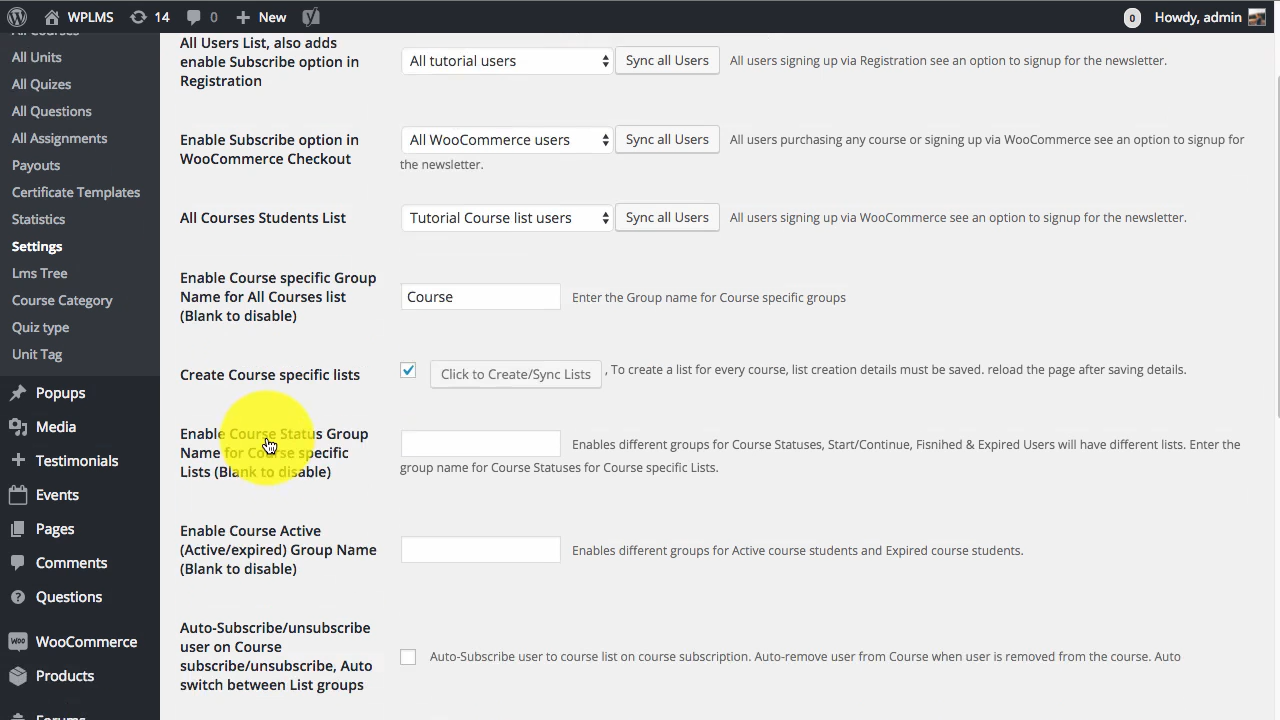 WPLMS 14 0 New 0 Howdy, admin
All Courses
All Units
All Quizes
All Questions
All Assignments
Payouts
Certificate Templates
Statistics
Settings
Lms Tree
Course Category
Quiz type
Unit Tag
Popups
Media
Testimonials
Events
Pages
Comments
Questions
WooCommerce
Products
Forums
All Users List, also adds
enable Subscribe option in
Registration
All tutorial users Sync all Users All users signing up via Registration see an option to signup for the newsletter.
Enable Subscribe option in
WooCommerce Checkout
All WooCommerce users Sync all Users All users purchasing any course or signing up via WooCommerce see an option to signup for
the newsletter.
All Courses Students List
Tutorial Course list users Sync all Users All users signing up via WooCommerce see an option to signup for the newsletter.
Enable Course specific Group
Name for All Courses list
(Blank to disable)
Course Enter the Group name for Course specific groups
Create Course specific lists
Click to Create/Sync Lists , To create a list for every course, list creation details must be saved. reload the page after saving details.
Enable Course Status Group
Name for Course specific
Lists (Blank to disable)
Enables different groups for Course Statuses, Start/Continue, Fisnihed & Expired Users will have different lists. Enter the
group name for Course Statuses for Course specific Lists.
Enable Course Active
(Active/expired) Group Name
(Blank to disable)
Enables different groups for Active course students and Expired course students.
Auto-Subscribe/unsubscribe
user on Course
subscribe/unsubscribe, Auto
switch between List groups
Auto-Subscribe user to course list on course subscription. Auto-remove user from Course when user is removed from the course. Auto